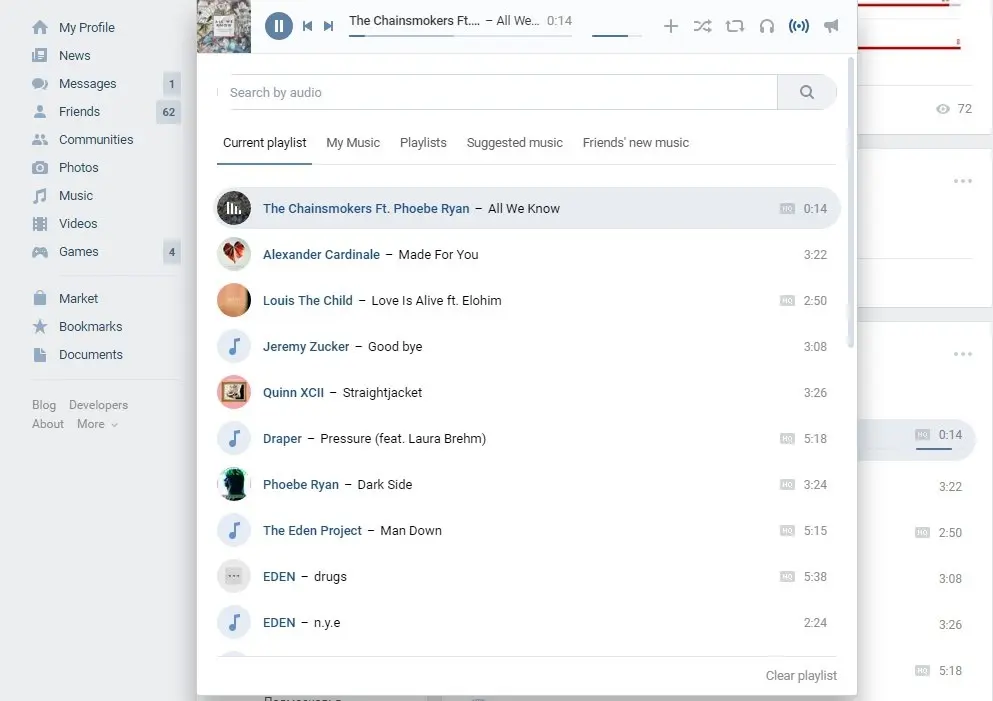 My Profile
News
Messages 1
Friends 62
Communities
Photos
Music
Videos
Games 4
Market
Bookmarks
Documents
Blog Developers
About More
The Chainsmokers Ft.... – All We... 0:14
Search by audio
Current playlist My Music Playlists Suggested music Friends' new music
The Chainsmokers Ft. Phoebe Ryan – All We Know HQ 0:14
Alexander Cardinale – Made For You 3:22
Louis The Child – Love Is Alive ft. Elohim HQ 2:50
Jeremy Zucker – Good bye 3:08
Quinn XCII – Straightjacket 3:26
Draper – Pressure (feat. Laura Brehm) HQ 5:18
Phoebe Ryan – Dark Side HQ 3:24
The Eden Project – Man Down HQ 5:15
EDEN – drugs HQ 5:38
EDEN – n.y.e 2:24
Clear playlist
72
HQ 0:14
3:22
HQ 2:50
3:08
3:26
HQ 5:18